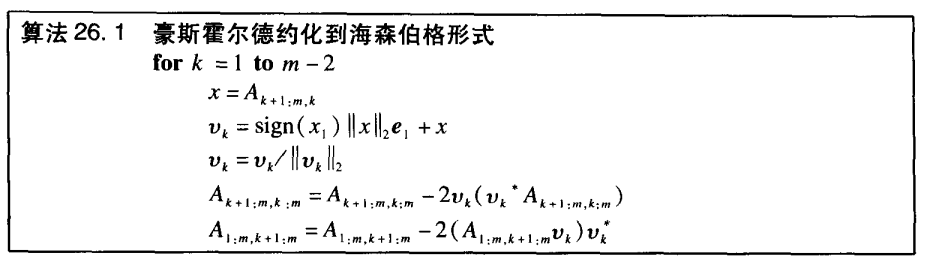 算法 26.1 豪斯霍尔德约化到海森伯格形式
for k = 1 to m − 2
x = A_{k+1:m,k}
v_k = sign(x_1) ‖x‖_2 e_1 + x
v_k = v_k / ‖v_k‖_2
A_{k+1:m,k:m} = A_{k+1:m,k:m} − 2v_k(v_k^* A_{k+1:m,k:m})
A_{1:m,k+1:m} = A_{1:m,k+1:m} − 2(A_{1:m,k+1:m}v_k)v_k^*